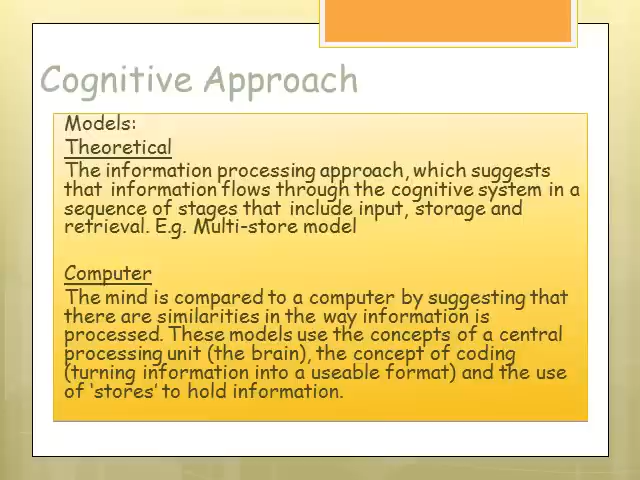 Cognitive Approach
Models:
Theoretical
The information processing approach, which suggests
that information flows through the cognitive system in a
sequence of stages that include input, storage and
retrieval. E.g. Multi-store model
Computer
The mind is compared to a computer by suggesting that
there are similarities in the way information is
processed. These models use the concepts of a central
processing unit (the brain), the concept of coding
(turning information into a useable format) and the use
of ‘stores’ to hold information.